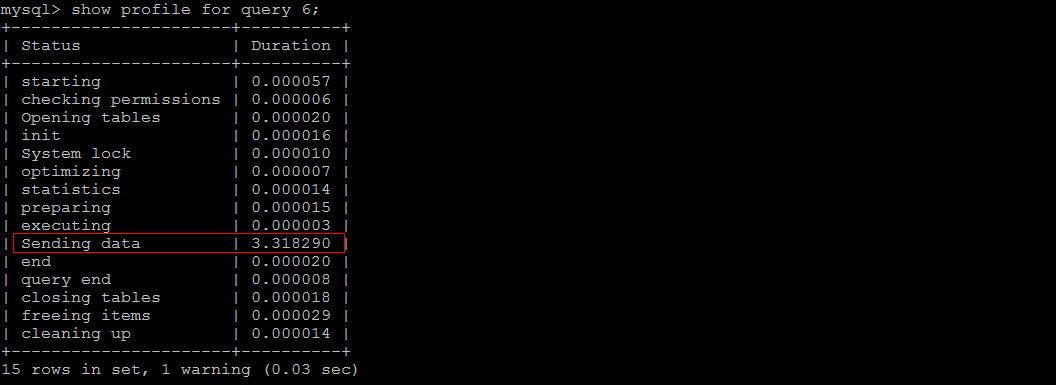 mysql> show profile for query 6;
+----------------------+----------+
| Status               | Duration |
+----------------------+----------+
| starting             | 0.000057 |
| checking permissions | 0.000006 |
| Opening tables       | 0.000020 |
| init                 | 0.000016 |
| System lock          | 0.000010 |
| optimizing           | 0.000007 |
| statistics           | 0.000014 |
| preparing            | 0.000015 |
| executing            | 0.000003 |
| Sending data         | 3.318290 |
| end                  | 0.000020 |
| query end            | 0.000008 |
| closing tables       | 0.000018 |
| freeing items        | 0.000029 |
| cleaning up          | 0.000014 |
+----------------------+----------+
15 rows in set, 1 warning (0.03 sec)